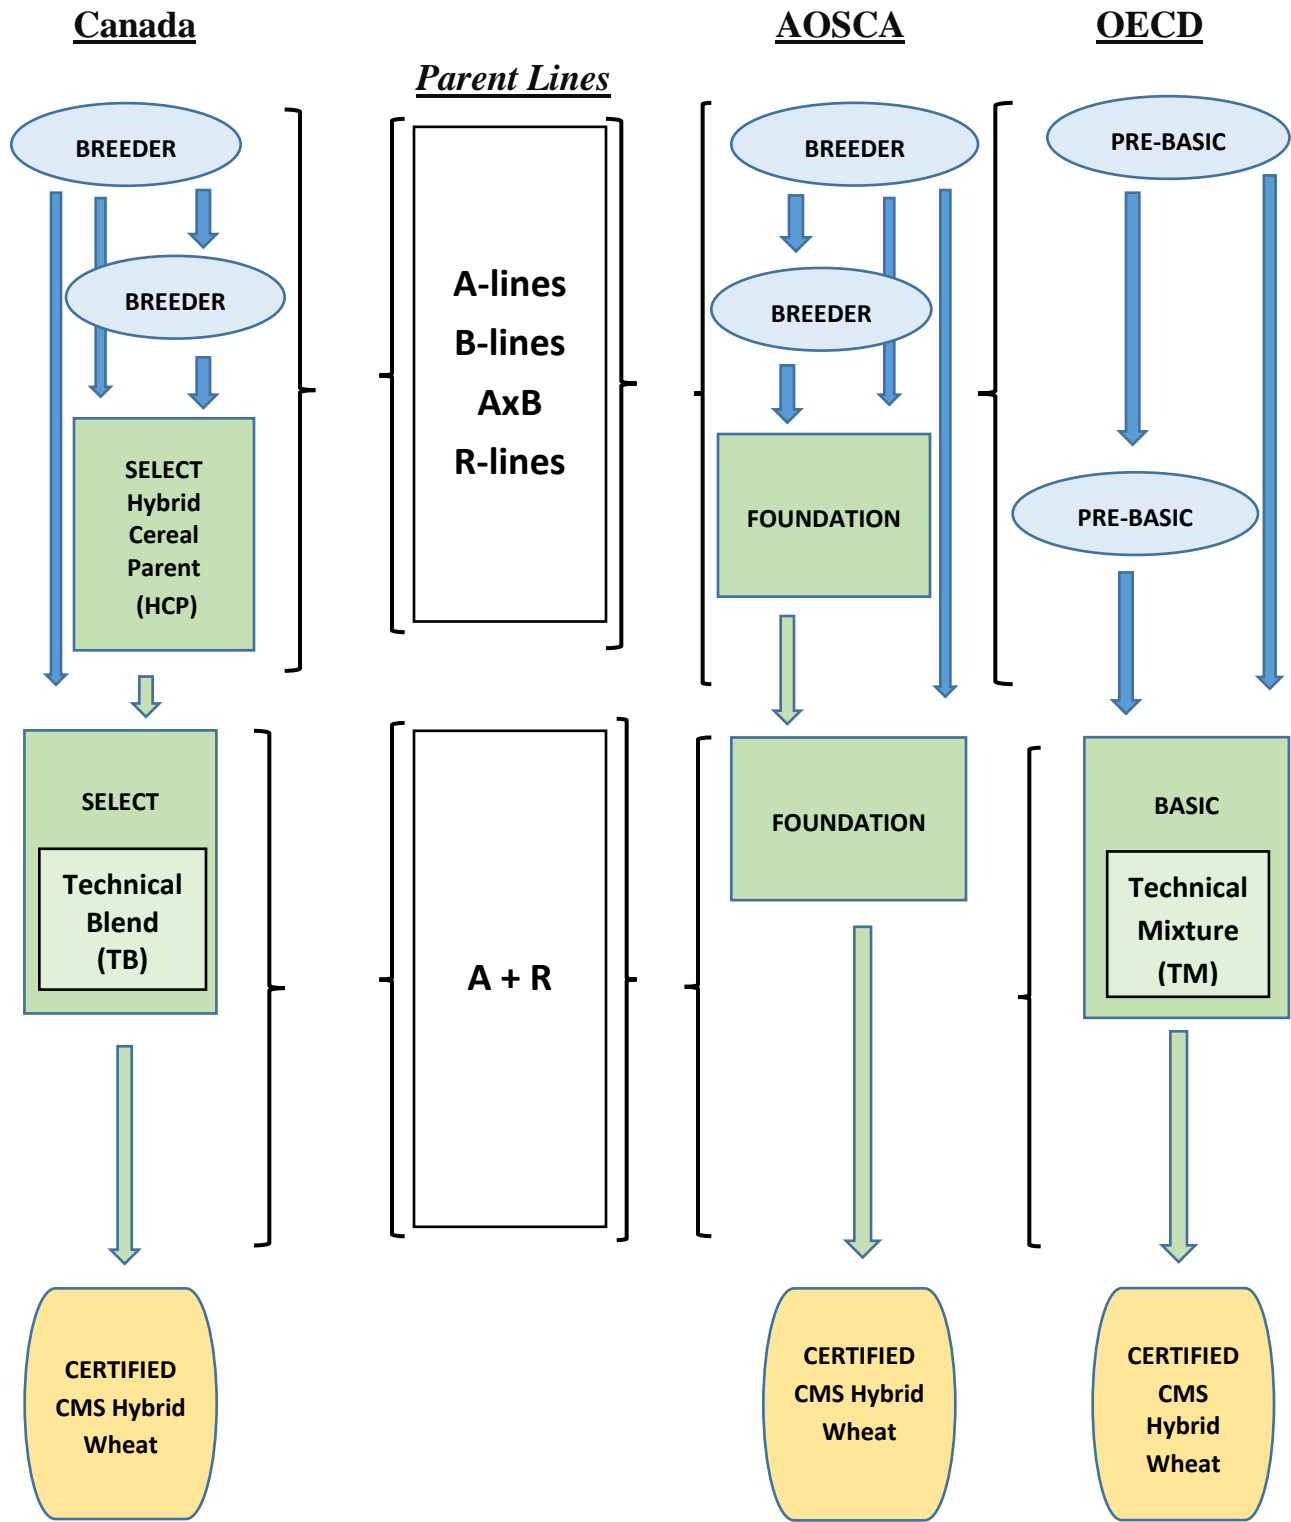 Canada
AOSCA
OECD
Parent Lines
BREEDER
BREEDER
SELECT
Hybrid
Cereal
Parent
(HCP)
SELECT
Technical
Blend
(TB)
CERTIFIED
CMS Hybrid
Wheat
A-lines
B-lines
AxB
R-lines
A + R
BREEDER
BREEDER
FOUNDATION
FOUNDATION
CERTIFIED
CMS Hybrid
Wheat
PRE-BASIC
PRE-BASIC
BASIC
Technical
Mixture
(TM)
CERTIFIED
CMS
Hybrid
Wheat